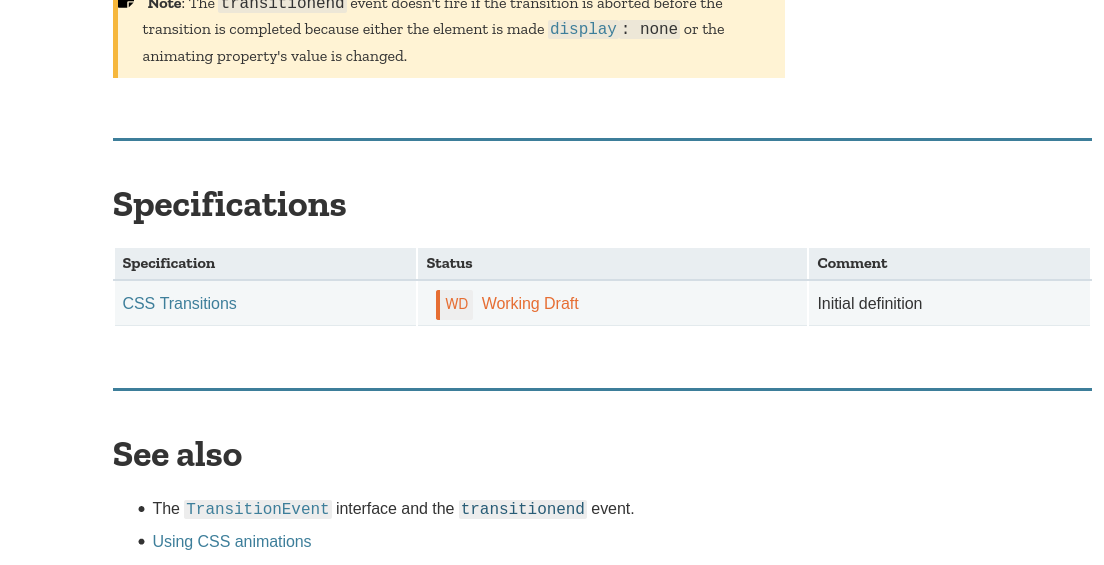 Note: The transitionend event doesn't fire if the transition is aborted before the
transition is completed because either the element is made display: none or the
animating property's value is changed.
Specifications
Specification Status Comment
CSS Transitions WD Working Draft Initial definition
See also
• The TransitionEvent interface and the transitionend event.
• Using CSS animations